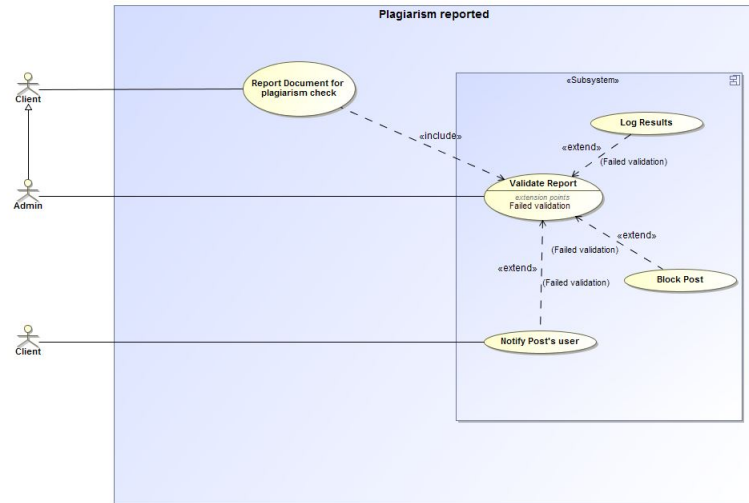 Plagiarism reported
«Subsystem»
Client
Report Document for
plagiarism check
Log Results
«include»
«extend»
(Failed validation)
Admin
Validate Report
extension points
Failed validation
«extend»
(Failed validation)
«extend»
(Failed validation)
Block Post
Client
Notify Post's user